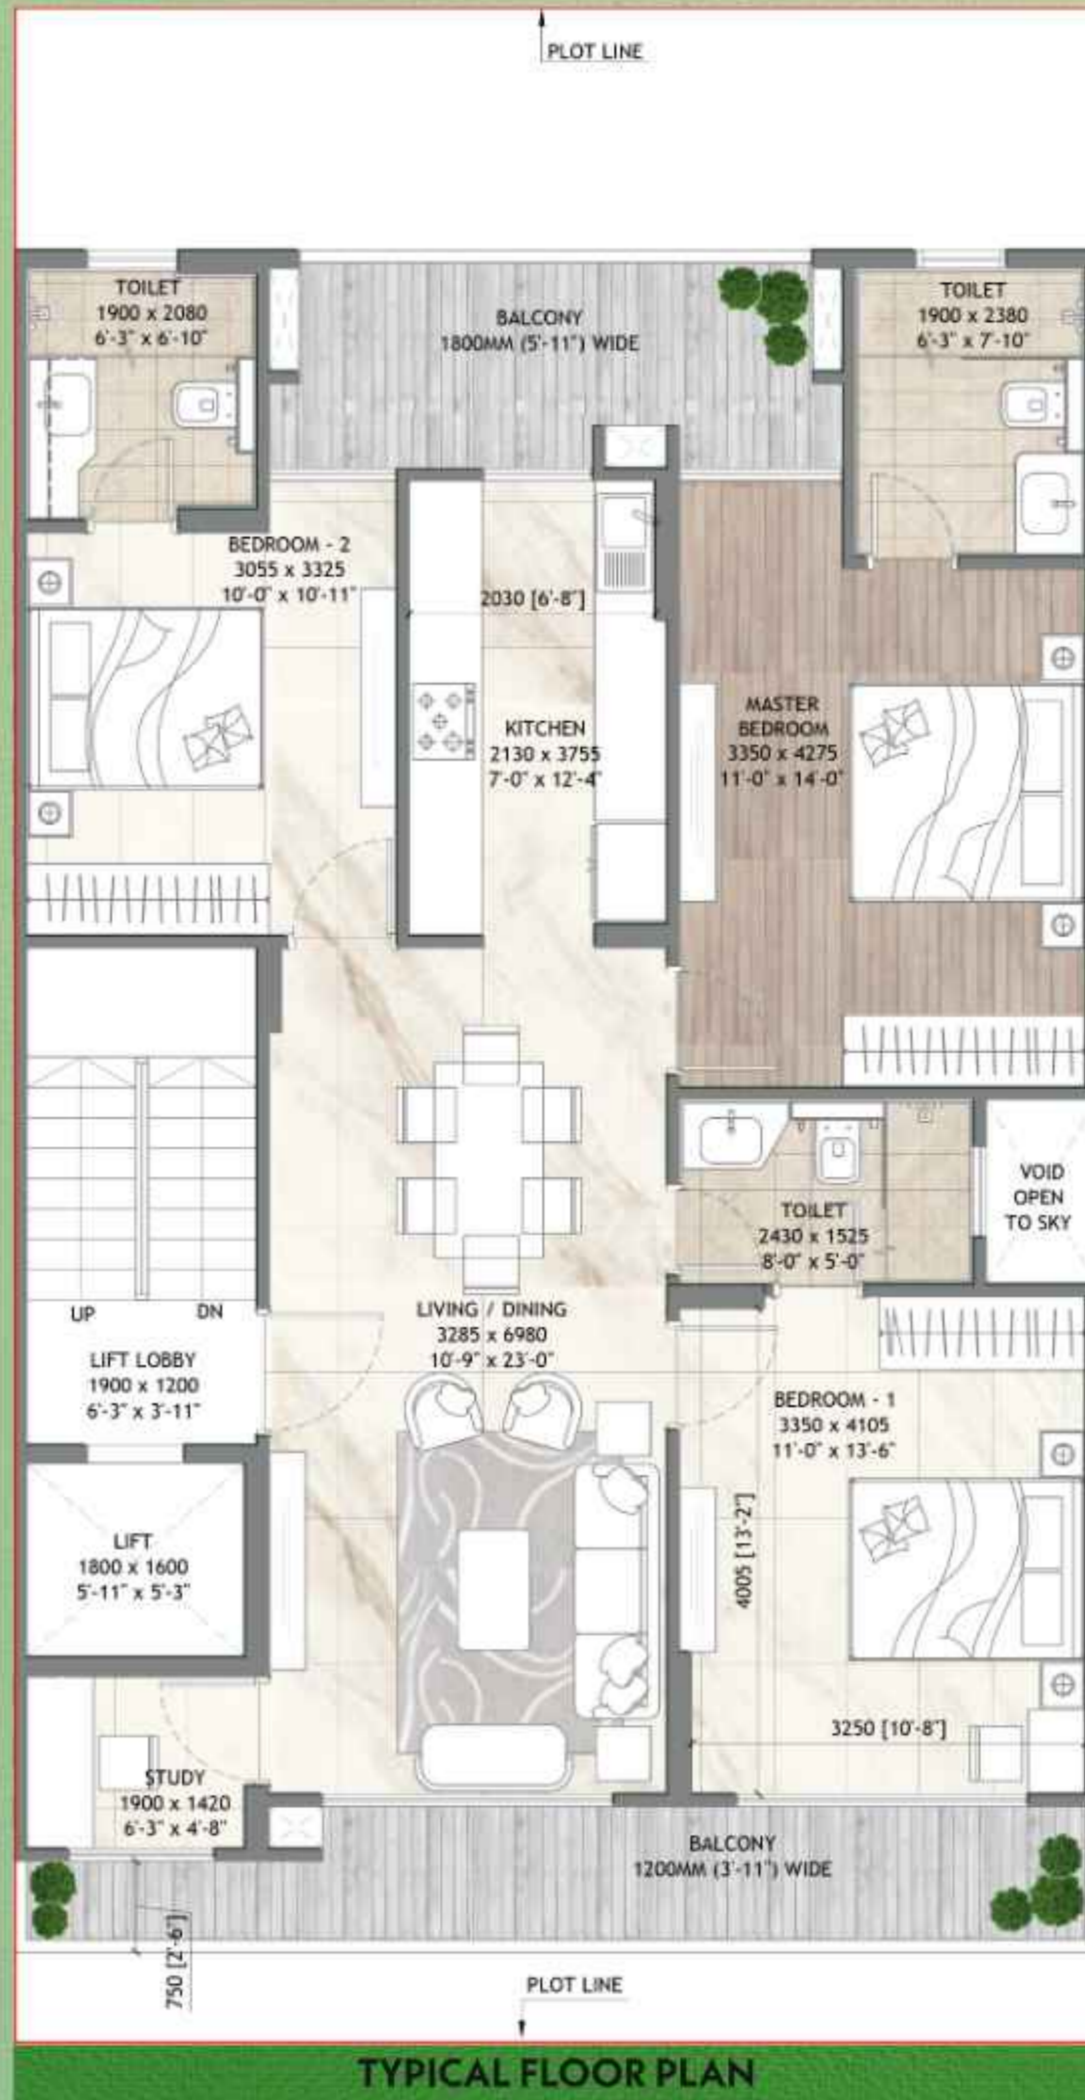 PLOT LINE
TOILET
1900 x 2080
6'-3" x 6'-10"
BALCONY
1800MM (5'-11") WIDE
TOILET
1900 x 2380
6'-3" x 7'-10"
BEDROOM - 2
3055 x 3325
10'-0" x 10'-11"
2030 [6'-8"]
KITCHEN
2130 x 3755
7'-0" x 12'-4"
MASTER
BEDROOM
3350 x 4275
11'-0" x 14'-0"
VOID
OPEN
TO SKY
TOILET
2430 x 1525
8'-0" x 5'-0"
UP
DN
LIFT LOBBY
1900 x 1200
6'-3" x 3'-11"
LIVING / DINING
3285 x 6980
10'-9" x 23'-0"
BEDROOM - 1
3350 x 4105
11'-0" x 13'-6"
4005 [13'-2"]
LIFT
1800 x 1600
5'-11" x 5'-3"
3250 [10'-8"]
STUDY
1900 x 1420
6'-3" x 4'-8"
BALCONY
1200MM (3'-11") WIDE
750 [2'-6"]
PLOT LINE
TYPICAL FLOOR PLAN